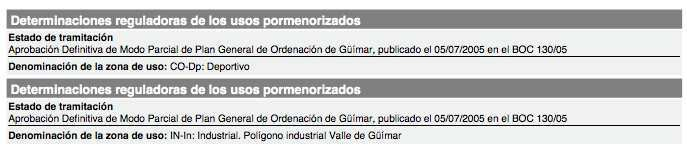 Determinaciones reguladoras de los usos pormenorizados
Estado de tramitación
Aprobación Definitiva de Modo Parcial de Plan General de Ordenación de Güímar, publicado el 05/07/2005 en el BOC 130/05
Denominación de la zona de uso: CO-Dp: Deportivo
Determinaciones reguladoras de los usos pormenorizados
Estado de tramitación
Aprobación Definitiva de Modo Parcial de Plan General de Ordenación de Güímar, publicado el 05/07/2005 en el BOC 130/05
Denominación de la zona de uso: IN-In: Industrial. Polígono industrial Valle de Güímar